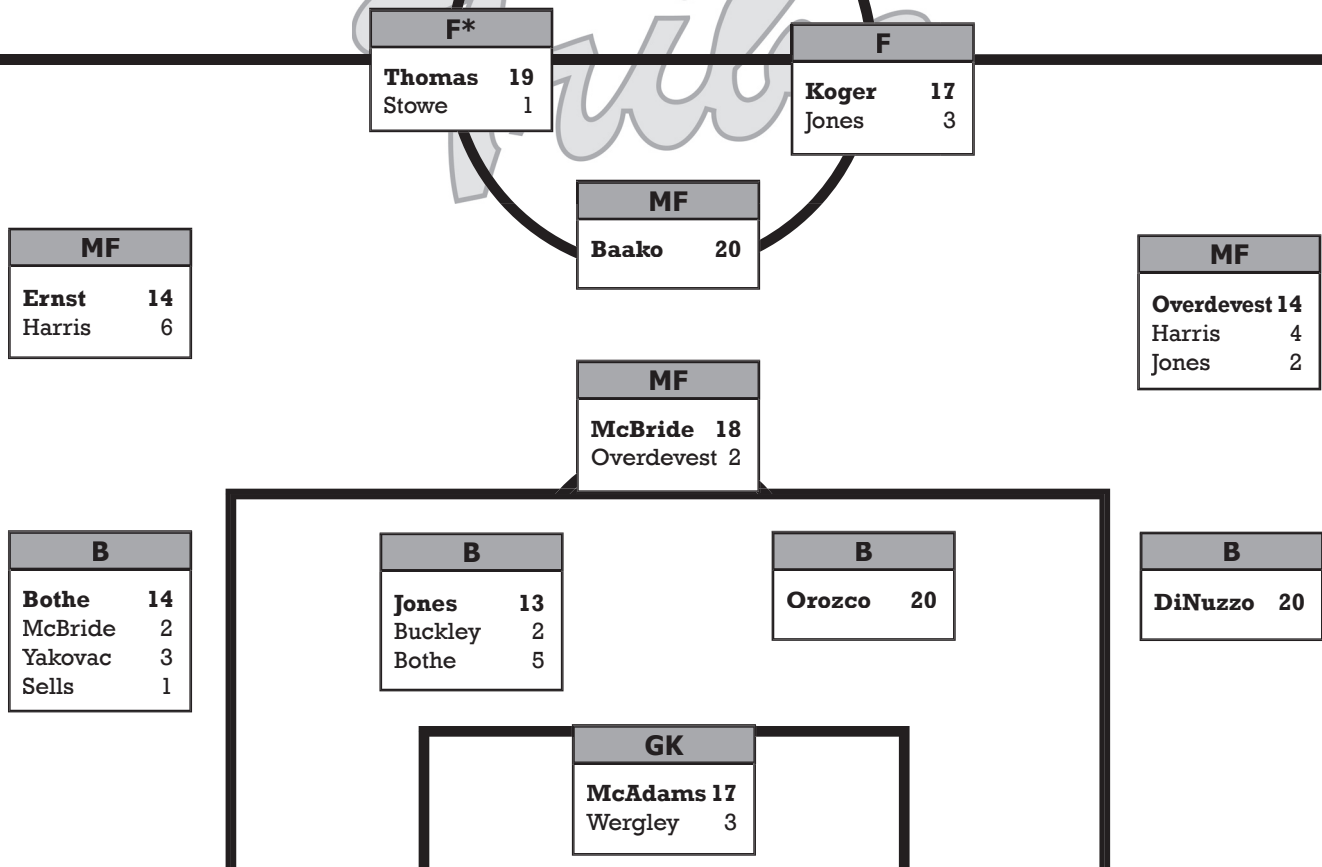 Tribe
F*
Thomas 19
Stowe 1
F
Koger 17
Jones 3
MF
Baako 20
MF
Ernst 14
Harris 6
MF
Overdevest 14
Harris 4
Jones 2
MF
McBride 18
Overdevest 2
B
Bothe 14
McBride 2
Yakovac 3
Sells 1
B
Jones 13
Buckley 2
Bothe 5
B
Orozco 20
B
DiNuzzo 20
GK
McAdams 17
Wergley 3